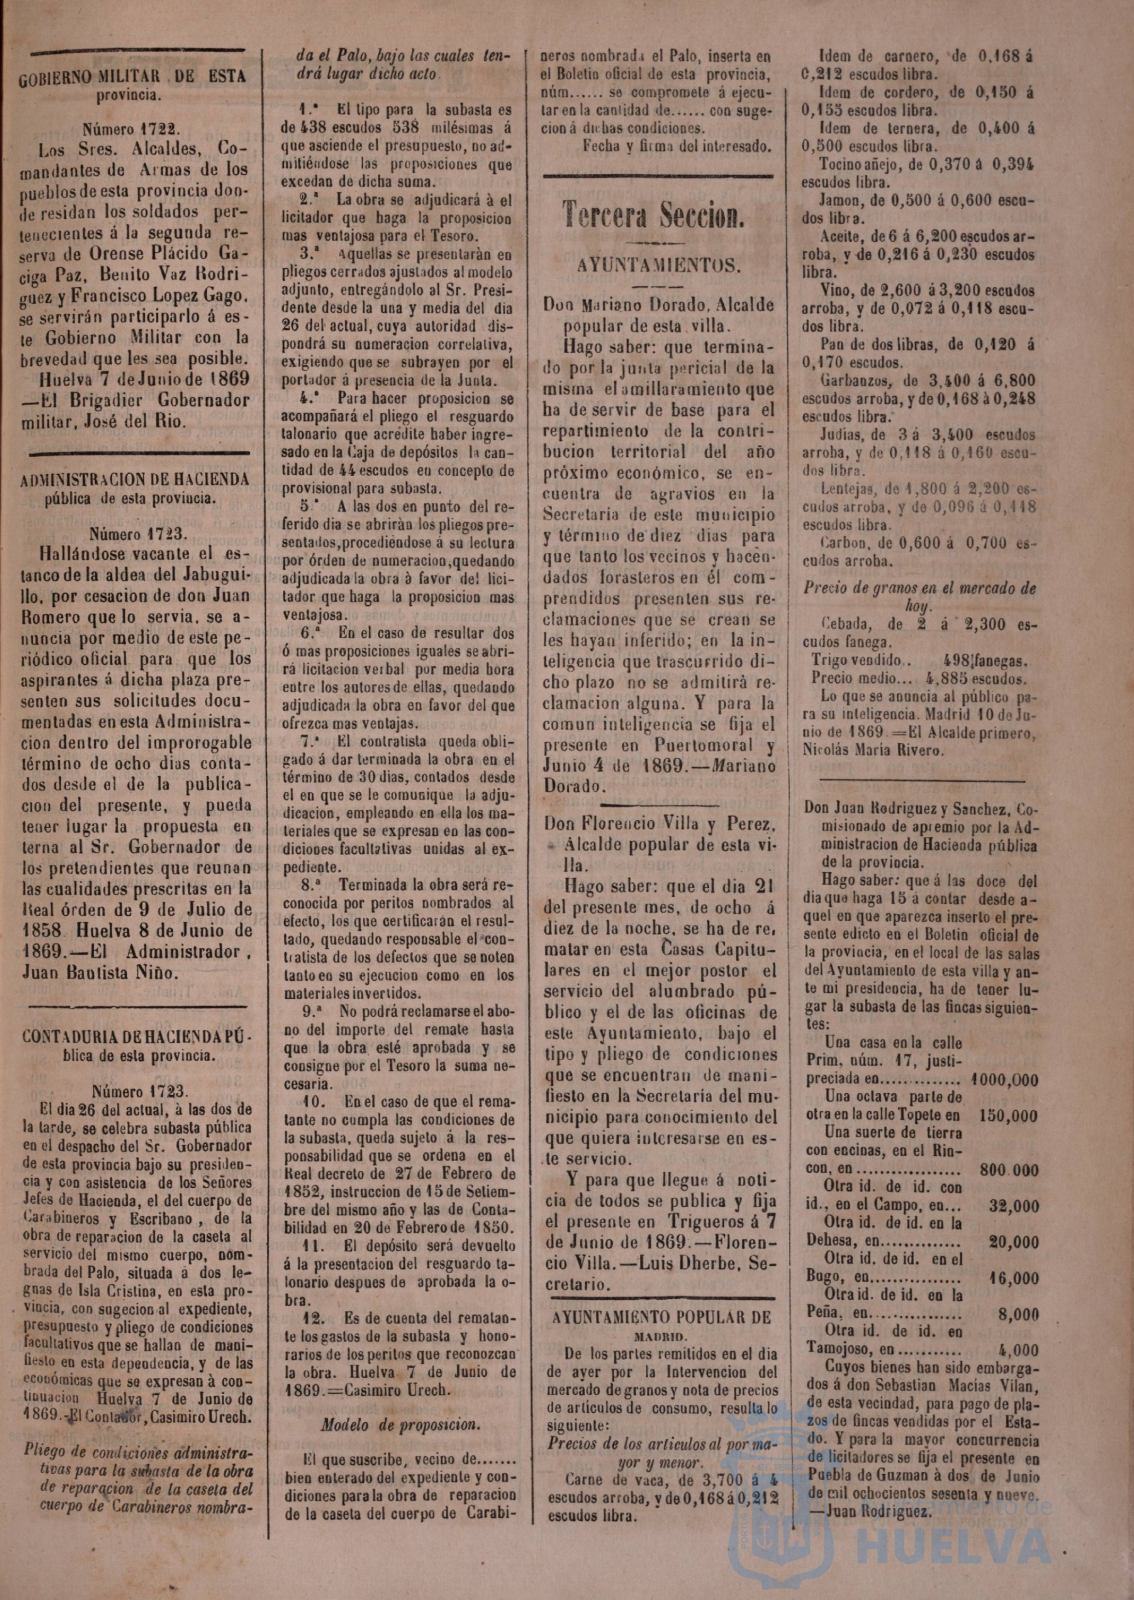 GOBIERNO MILITAR DE ESTA
provincia.
Número 1722.
Los Sres. Alcaldes, Co-
mandantes de Armas de los
pueblos de esta provincia don-
de residan los soldados per-
tenecientes á la segunda re-
serva de Orense Plácido Ga-
ciga Paz, Benito Vaz Rodri-
guez y Francisco Lopez Gago,
se servirán participarlo á es-
te Gobierno Militar con la
brevedad que les sea posible.
Huelva 7 de Junio de 1869
—El Brigadier Gobernador
militar, José del Rio.
ADMINISTRACION DE HACIENDA
pública de esta provincia.
Número 1723.
Hallándose vacante el es-
tanco de la aldea del Jabugui-
llo, por cesacion de don Juan
Romero que lo servia, se a-
nuncia por medio de este pe-
riódico oficial para que los
aspirantes á dicha plaza pre-
senten sus solicitudes docu-
mentadas en esta Administra-
cion dentro del improrogable
término de ocho dias conta-
dos desde el de la publica-
cion del presente, y pueda
tener lugar la propuesta en
terna al Sr. Gobernador de
los pretendientes que reunan
las cualidades prescritas en la
Real órden de 9 de Julio de
1858. Huelva 8 de Junio de
1869.—El Administrador,
Juan Bautista Niño.
CONTADURIA DE HACIENDA PÚ-
blica de esta provincia.
Número 1723.
El dia 26 del actual, à las dos de
la tarde, se celebra subasta pública
en el despacho del Sr. Gobernador
de esta provincia bajo su presiden-
cia y con asistencia de los Señores
Jefes de Hacienda, el del cuerpo de
Carabineros y Escribano, de la
obra de reparacion de la caseta al
servicio del mismo cuerpo, nom-
brada del Palo, situada á dos le-
guas de Isla Cristina, en esta pro-
vincia, con sugecion al expediente,
presupuesto y pliego de condiciones
facultativos que se hallan de mani-
fiesto en esta dependencia, y de las
económicas que se expresan á con-
tinuacion Huelva 7 de Junio de
1869.-El Contador, Casimiro Urech.
Pliego de condiciones administra-
tivas para la subasta de la obra
de reparacion de la caseta del
cuerpo de Carabineros nombra-
da el Palo, bajo las cuales ten-
drá lugar dicho acto.
1.ª El tipo para la subasta es
de 438 escudos 538 milésimas á
que asciende el presupuesto, no ad-
mitiéndose las proposiciones que
excedan de dicha suma.
2.ª La obra se adjudicará á el
licitador que haga la proposicion
mas ventajosa para el Tesoro.
3.ª Aquellas se presentaràn en
pliegos cerrados ajustados al modelo
adjunto, entregándolo al Sr. Presi-
dente desde la una y media del dia
26 del actual, cuya autoridad dis-
pondrá su numeracion correlativa,
exigiendo que se subrayen por el
portador á presencia de la Junta.
4.ª Para hacer proposicion se
acompañará el pliego el resguardo
talonario que acredite haber ingre-
sado en la Caja de depósitos la can-
tidad de 44 escudos en concepto de
provisional para subasta.
5.ª A las dos en punto del re-
ferido dia se abriràn los pliegos pre-
sentados, procediéndose á su lectura
por órden de numeracion, quedando
adjudicada la obra à favor del lici-
tador que haga la proposicion mas
ventajosa.
6.ª En el caso de resultar dos
ó mas proposiciones iguales se abri-
rá licitacion verbal por media hora
entre los autores de ellas, quedando
adjudicada la obra en favor del que
ofrezca mas ventajas.
7.ª El contratista queda obli-
gado á dar terminada la obra en el
término de 30 dias, contados desde
el en que se le comunique la adju-
dicacion, empleando en ella los ma-
teriales que se expresan en las con-
diciones facultativas unidas al ex-
pediente.
8.ª Terminada la obra será re-
conocida por peritos nombrados al
efecto, los que certificarán el resul-
tado, quedando responsable el con-
tratista de los defectos que se noten
tanto en su ejecucion como en los
materiales invertidos.
9.ª No podrá reclamarse el abo-
no del importe del remate hasta
que la obra esté aprobada y se
consigne por el Tesoro la suma ne-
cesaria.
10. En el caso de que el rema-
tante no cumpla las condiciones de
la subasta, queda sujeto á la res-
ponsabilidad que se ordena en el
Real decreto de 27 de Febrero de
1852, instruccion de 15 de Setiem-
bre del mismo año y las de Conta-
bilidad en 20 de Febrero de 1850.
11. El depósito será devuelto
á la presentacion del resguardo ta-
lonario despues de aprobada la o-
bra.
12. Es de cuenta del rematan-
te los gastos de la subasta y hono-
rarios de los peritos que reconozcan
la obra. Huelva 7 de Junio de
1869.=Casimiro Urech.
Modelo de proposicion.
El que suscribe, vecino de.......
bien enterado del expediente y con-
diciones para la obra de reparacion
de la caseta del cuerpo de Carabi-
neros nombrada el Palo, inserta en
el Boletin oficial de esta provincia,
núm...... se compromete á ejecu-
tar en la cantidad de...... con suge-
cion á dichas condiciones.
Fecha y firma del interesado.
Tercera Seccion.
AYUNTAMIENTOS.
Don Mariano Dorado, Alcalde
popular de esta villa.
Hago saber: que termina-
do por la junta pericial de la
misma el amillaramiento que
ha de servir de base para el
repartimiento de la contri-
bucion territorial del año
próximo económico, se en-
cuentra de agravios en la
Secretaría de este municipio
y término de diez dias para
que tanto los vecinos y hacen-
dados forasteros en él com-
prendidos presenten sus re-
clamaciones que se crean se
les hayan inferido; en la in-
teligencia que trascurrido di-
cho plazo no se admitirá re-
clamacion alguna. Y para la
comun inteligencia se fija el
presente en Puertomoral y
Junio 4 de 1869.—Mariano
Dorado.
Don Florencio Villa y Perez,
Alcalde popular de esta vi-
lla.
Hago saber: que el dia 21
del presente mes, de ocho á
diez de la noche, se ha de re-
matar en esta Casas Capitu-
lares en el mejor postor el
servicio del alumbrado pú-
blico y el de las oficinas de
este Ayuntamiento, bajo el
tipo y pliego de condiciones
que se encuentran de mani-
fiesto en la Secretaría del mu-
nicipio para conocimiento del
que quiera interesarse en es-
te servicio.
Y para que llegue á noti-
cia de todos se publica y fija
el presente en Trigueros á 7
de Junio de 1869.—Floren-
cio Villa.—Luis Dherbe, Se-
cretario.
AYUNTAMIENTO POPULAR DE
MADRID.
De los partes remitidos en el dia
de ayer por la Intervencion del
mercado de granos y nota de precios
de artículos de consumo, resulta lo
siguiente:
Precios de los articulos al por ma-
yor y menor.
Carne de vaca, de 3,700 á 4
escudos arroba, y de 0,168 á 0,212
escudos libra.
Idem de carnero, de 0,168 á
0,212 escudos libra.
Idem de cordero, de 0,150 á
0,155 escudos libra.
Idem de ternera, de 0,400 á
0,500 escudos libra.
Tocino añejo, de 0,370 á 0,394
escudos libra.
Jamon, de 0,500 á 0,600 escu-
dos libra.
Aceite, de 6 á 6,200 escudos ar-
roba, y de 0,216 á 0,230 escudos
libra.
Vino, de 2,600 á 3,200 escudos
arroba, y de 0,072 á 0,118 escu-
dos libra.
Pan de dos libras, de 0,120 á
0,170 escudos.
Garbanzos, de 3,400 á 6,800
escudos arroba, y de 0,168 à 0,248
escudos libra.
Judias, de 3 á 3,400 escudos
arroba, y de 0,118 á 0,160 escu-
dos libra.
Lentejas, de 1,800 á 2,200 es-
cudos arroba, y de 0,096 á 0,118
escudos libra.
Carbon, de 0,600 á 0,700 es-
cudos arroba.
Precio de granos en el mercado de
hoy.
Cebada, de 2 á 2,300 es-
cudos fanega.
Trigo vendido.. 498 fanegas.
Precio medio... 4,885 escudos.
Lo que se anuncia al público pa-
ra su inteligencia. Madrid 10 de Ju-
nio de 1869.=El Alcalde primero,
Nicolás Maria Rivero.
Don Juan Rodriguez y Sanchez, Co-
misionado de apremio por la Ad-
ministracion de Hacienda pública
de la provincia.
Hago saber: que á las doce del
dia que haga 15 á contar desde a-
quel en que aparezca inserto el pre-
sente edicto en el Boletin oficial de
la provincia, en el local de las salas
del Ayuntamiento de esta villa y an-
te mi presidencia, ha de tener lu-
gar la subasta de las fincas siguien-
tes:
Una casa en la calle
Prim, núm. 17, justi-
preciada en.............. 1000,000
Una octava parte de
otra en la calle Topete en 150,000
Una suerte de tierra
con encinas, en el Rin-
con, en.................. 800.000
Otra id. de id. con
id., en el Campo, en... 32,000
Otra id. de id. en la
Dehesa, en.............. 20,000
Otra id. de id. en el
Bugo, en................ 16,000
Otra id. de id. en la
Peña, en................ 8,000
Otra id. de id. en
Tamojoso, en........... 4,000
Cuyos bienes han sido embarga-
dos á don Sebastian Macias Vilan,
de esta vecindad, para pago de pla-
zos de fincas vendidas por el Esta-
do. Y para la mayor concurrencia
de licitadores se fija el presente en
Puebla de Guzman à dos de Junio
de mil ochocientos sesenta y nueve.
—Juan Rodriguez.
HUELVA